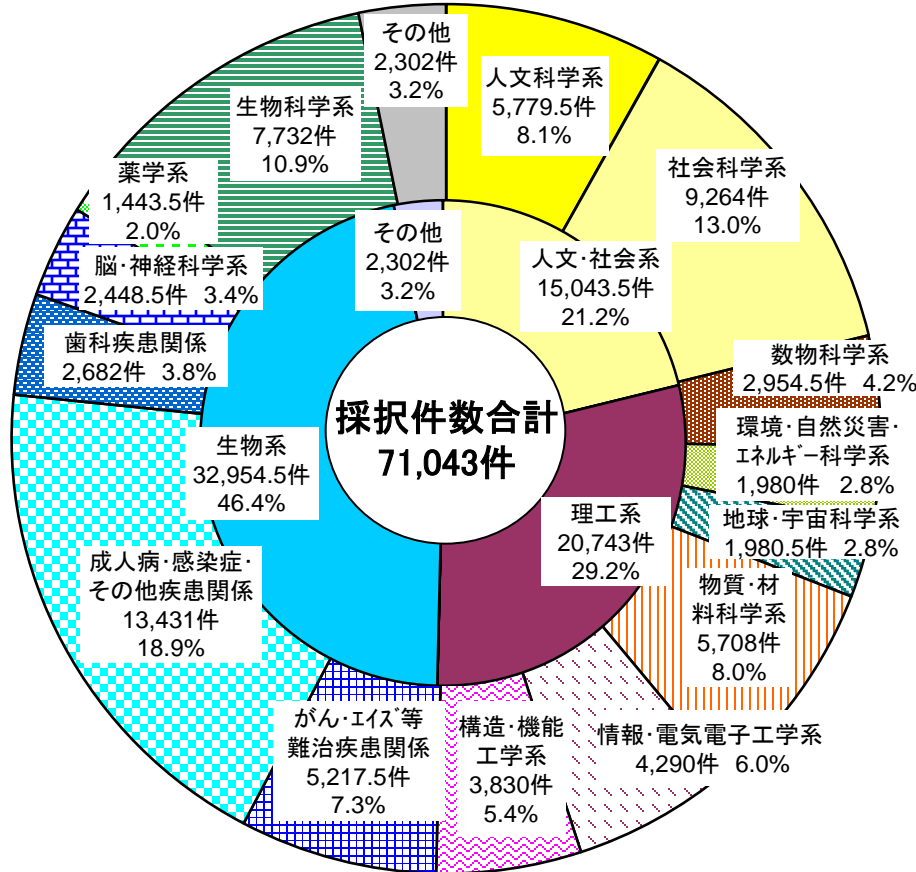 採択件数合計
71,043件
人文・社会系
15,043.5件
21.2%
理工系
20,743件
29.2%
生物系
32,954.5件
46.4%
その他
2,302件
3.2%
人文科学系
5,779.5件
8.1%
社会科学系
9,264件
13.0%
数物科学系
2,954.5件 4.2%
環境・自然災害・
ｴﾈﾙｷﾞｰ科学系
1,980件 2.8%
地球・宇宙科学系
1,980.5件 2.8%
物質・材
料科学系
5,708件
8.0%
情報・電気電子工学系
4,290件 6.0%
構造・機能
工学系
3,830件
5.4%
がん・ｴｲｽﾞ等
難治疾患関係
5,217.5件
7.3%
成人病・感染症・
その他疾患関係
13,431件
18.9%
歯科疾患関係
2,682件 3.8%
脳・神経科学系
2,448.5件 3.4%
薬学系
1,443.5件
2.0%
生物科学系
7,732件
10.9%
その他
2,302件
3.2%